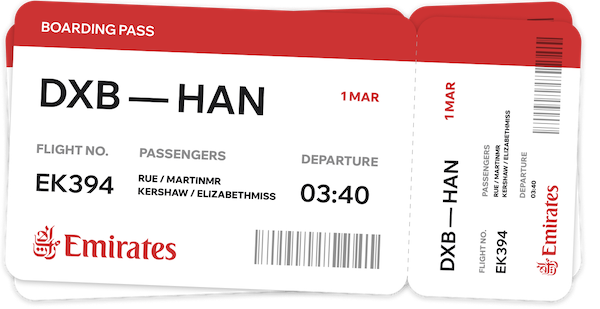 BOARDING PASS
DXB — HAN
1 MAR
FLIGHT NO.
PASSENGERS
DEPARTURE
EK394
RUE / MARTINMR
KERSHAW / ELIZABETHMISS
03:40
Emirates
DXB — HAN
1 MAR
FLIGHT NO.
EK394
PASSENGERS
RUE / MARTINMR
KERSHAW / ELIZABETHMISS
DEPARTURE
03:40
Emirates